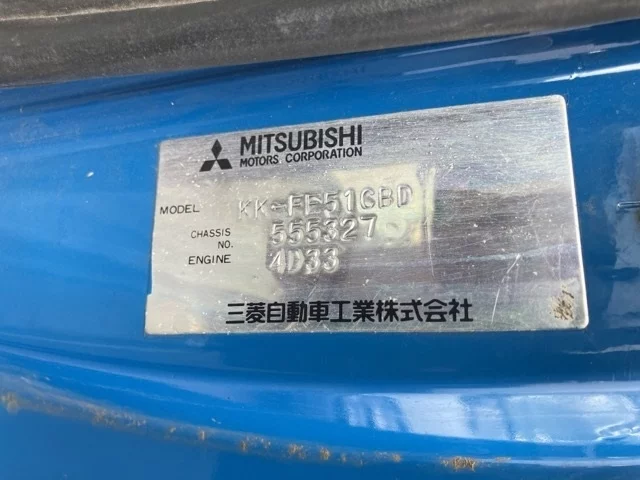 MITSUBISHI
MOTORS CORPORATION
MODEL KK-FE51CBD
CHASSIS NO. 555327
ENGINE 4D33
三菱自動車工業株式会社